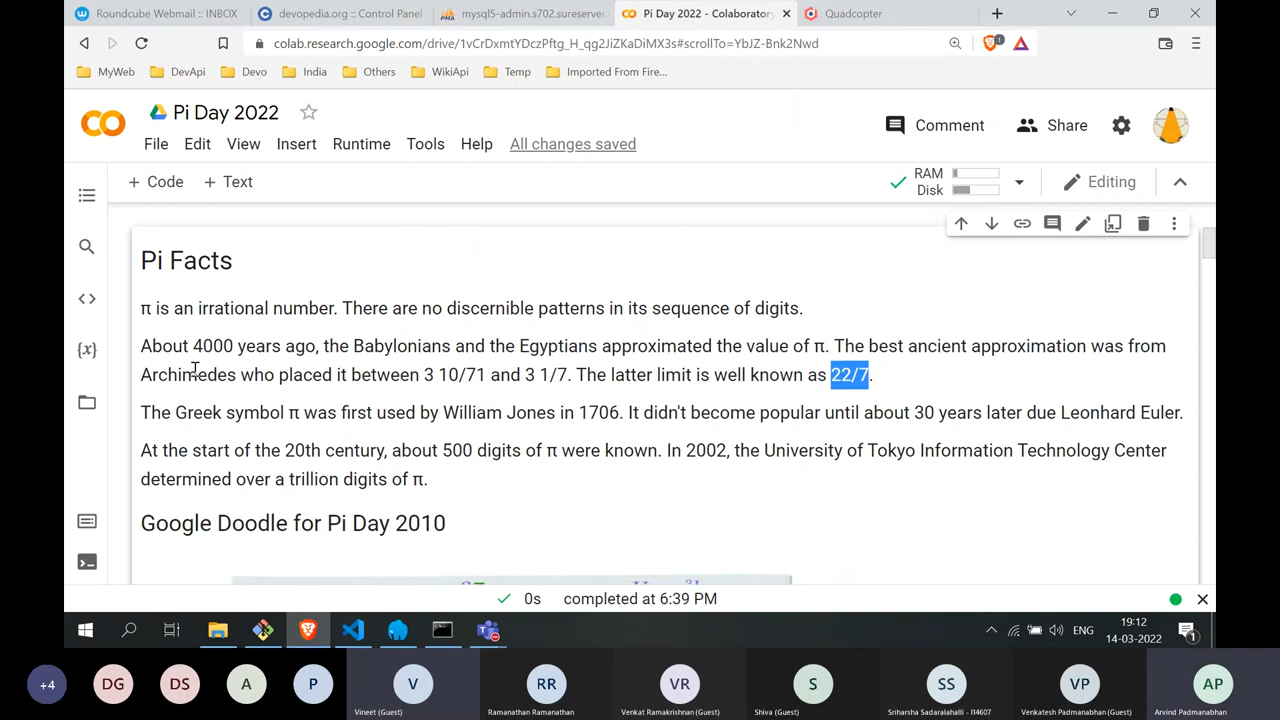 Roundcube Webmail :: INBOX
devopedia.org :: Control Panel
mysql5-admin.s702.sureserver
Pi Day 2022 - Colaboratory
Quadcopter
colab.research.google.com/drive/1vCrDxmtYDczPftg_H_qg2JiZKaDiMX3s#scrollTo=YbJZ-Bnk2Nwd
1
MyWeb
DevApi
Devo
India
Others
WikiApi
Temp
Imported From Fire...
Pi Day 2022
Comment
Share
File
Edit
View
Insert
Runtime
Tools
Help
All changes saved
+ Code
+ Text
RAM
Disk
Editing
{x}
Pi Facts
π is an irrational number. There are no discernible patterns in its sequence of digits.
About 4000 years ago, the Babylonians and the Egyptians approximated the value of π. The best ancient approximation was from
Archimedes who placed it between 3 10/71 and 3 1/7. The latter limit is well known as 22/7.
The Greek symbol π was first used by William Jones in 1706. It didn't become popular until about 30 years later due Leonhard Euler.
At the start of the 20th century, about 500 digits of π were known. In 2002, the University of Tokyo Information Technology Center
determined over a trillion digits of π.
Google Doodle for Pi Day 2010
0s
completed at 6:39 PM
ENG
19:12
14-03-2022
1
+4
DG
DS
A
P
V
Vineet (Guest)
RR
Ramanathan Ramanathan
VR
Venkat Ramakrishnan (Guest)
S
Shiva (Guest)
SS
Sriharsha Sadaralahalli - I14607
VP
Venkatesh Padmanabhan (Guest)
AP
Arvind Padmanabhan